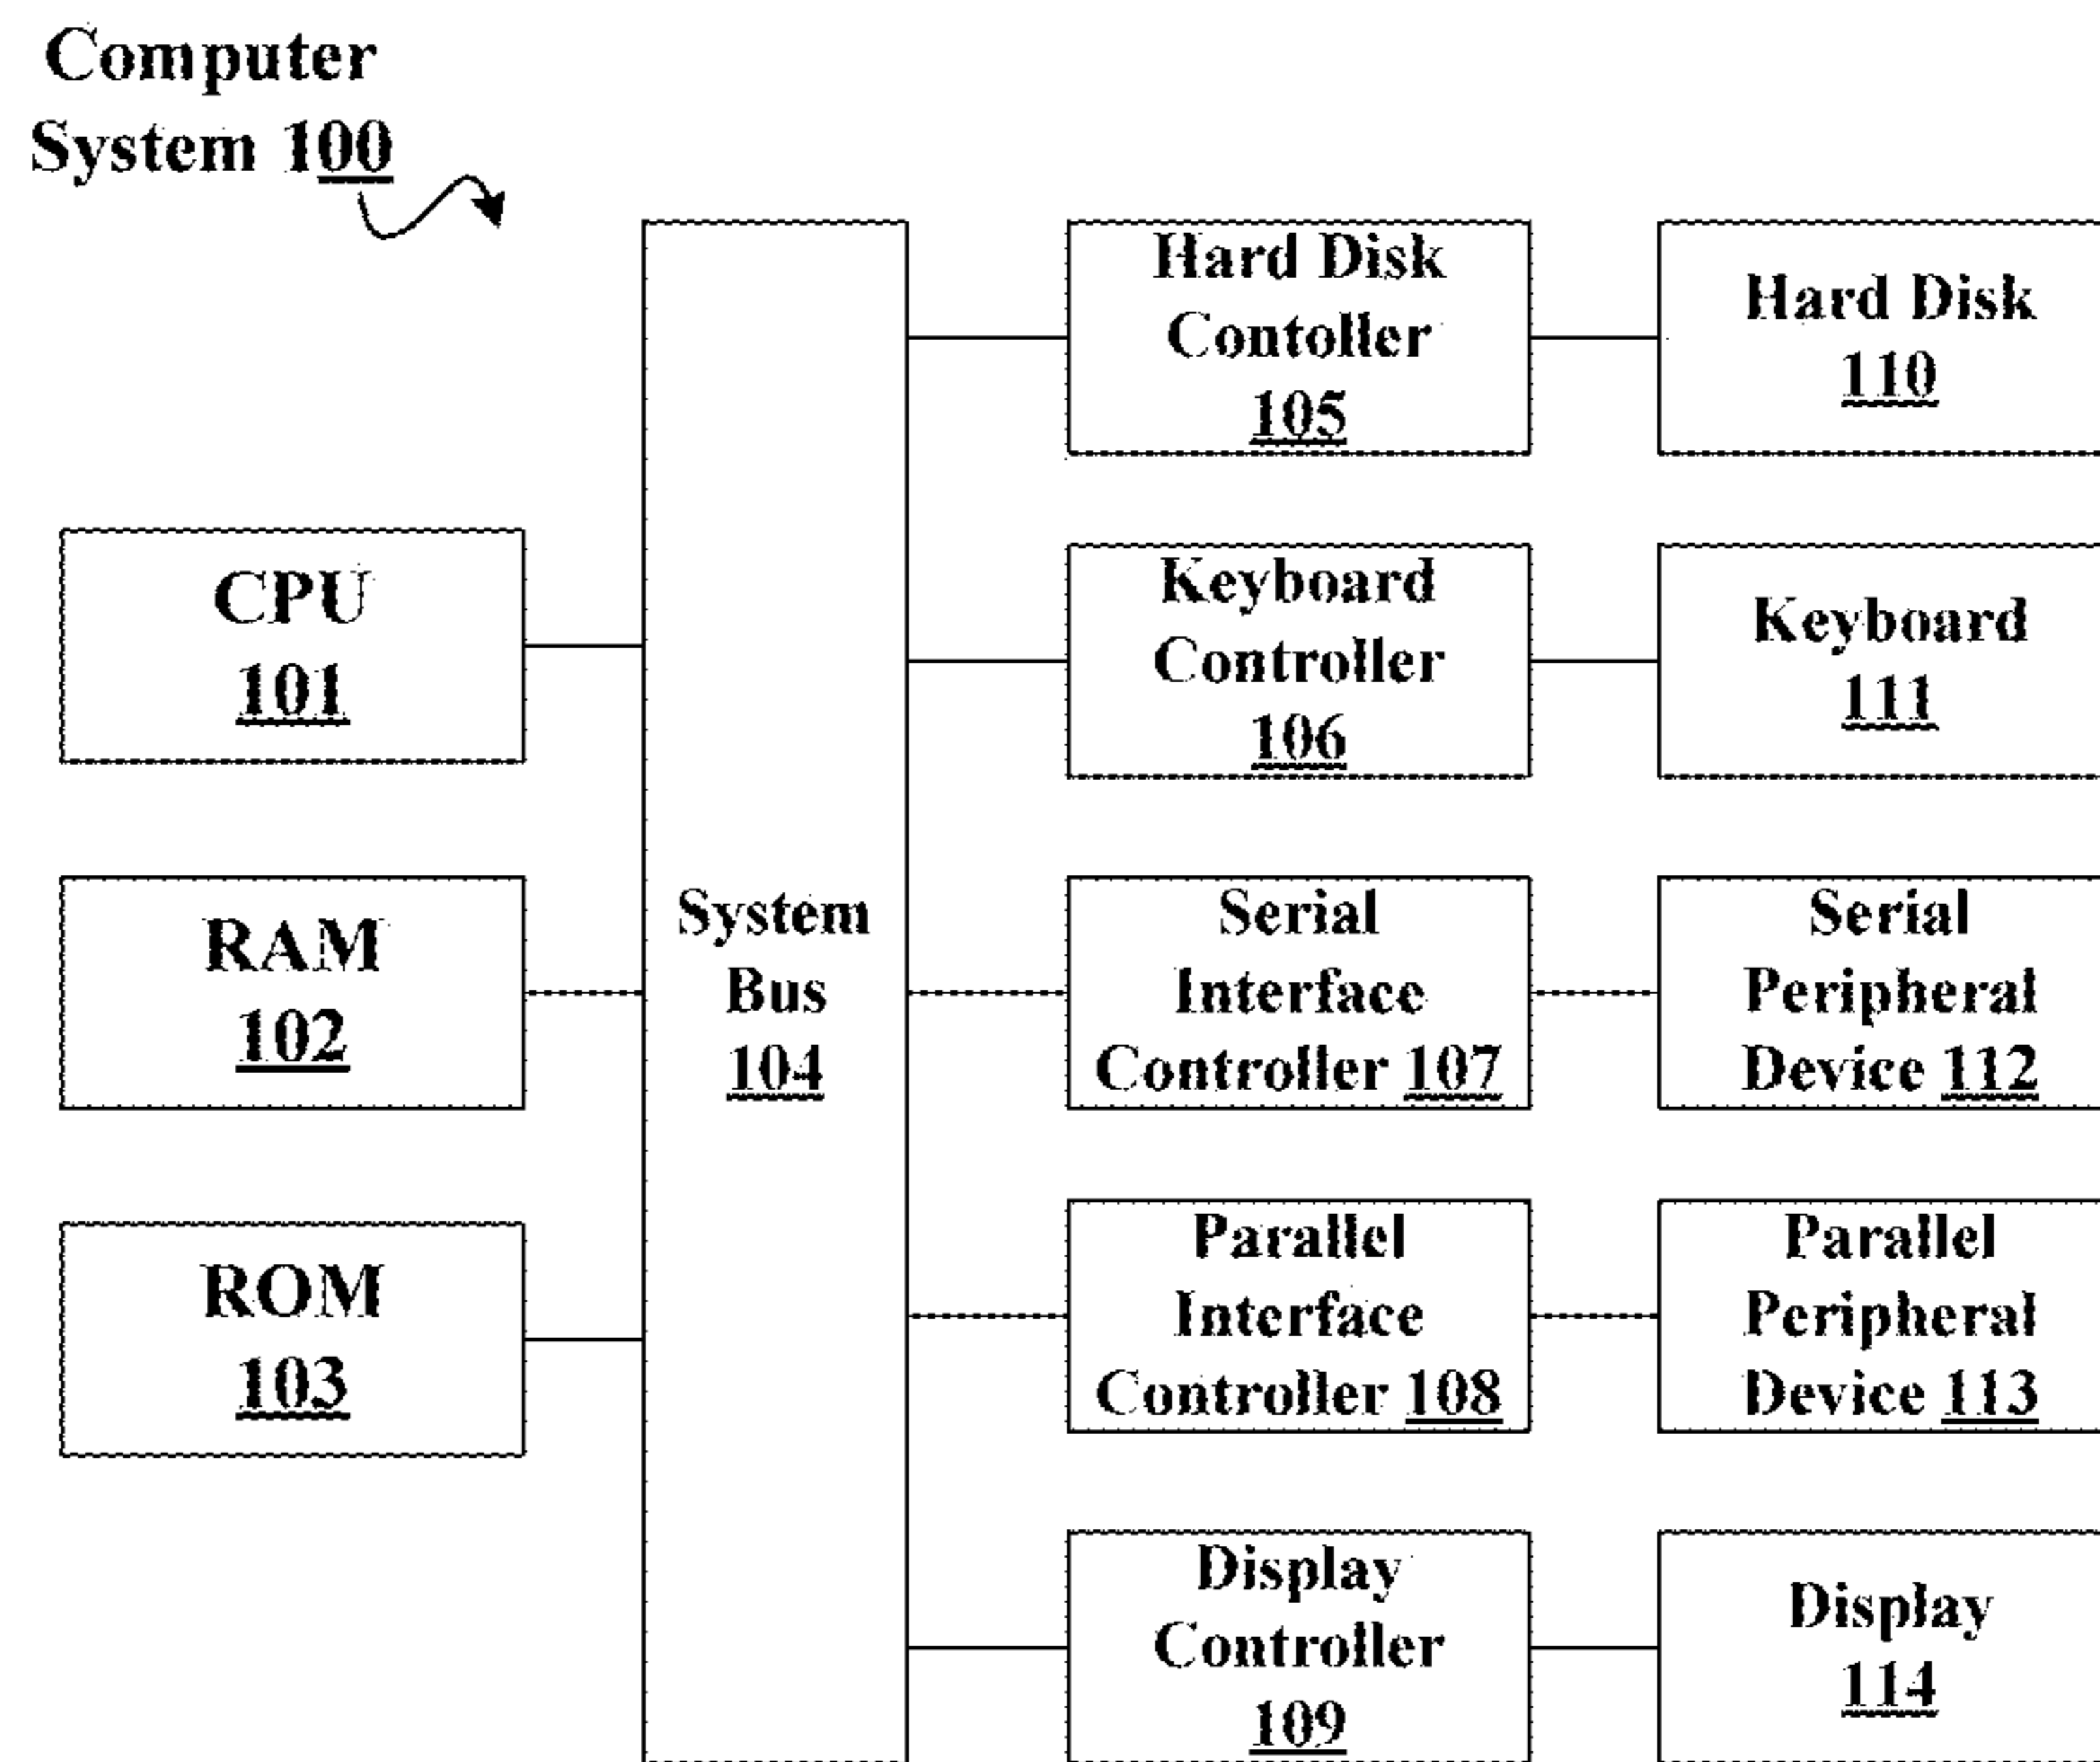 Computer
System 100
CPU
101
RAM
102
ROM
103
System
Bus
104
Hard Disk
Contoller
105
Keyboard
Controller
106
Serial
Interface
Controller 107
Parallel
Interface
Controller 108
Display
Controller
109
Hard Disk
110
Keyboard
111
Serial
Peripheral
Device 112
Parallel
Peripheral
Device 113
Display
114